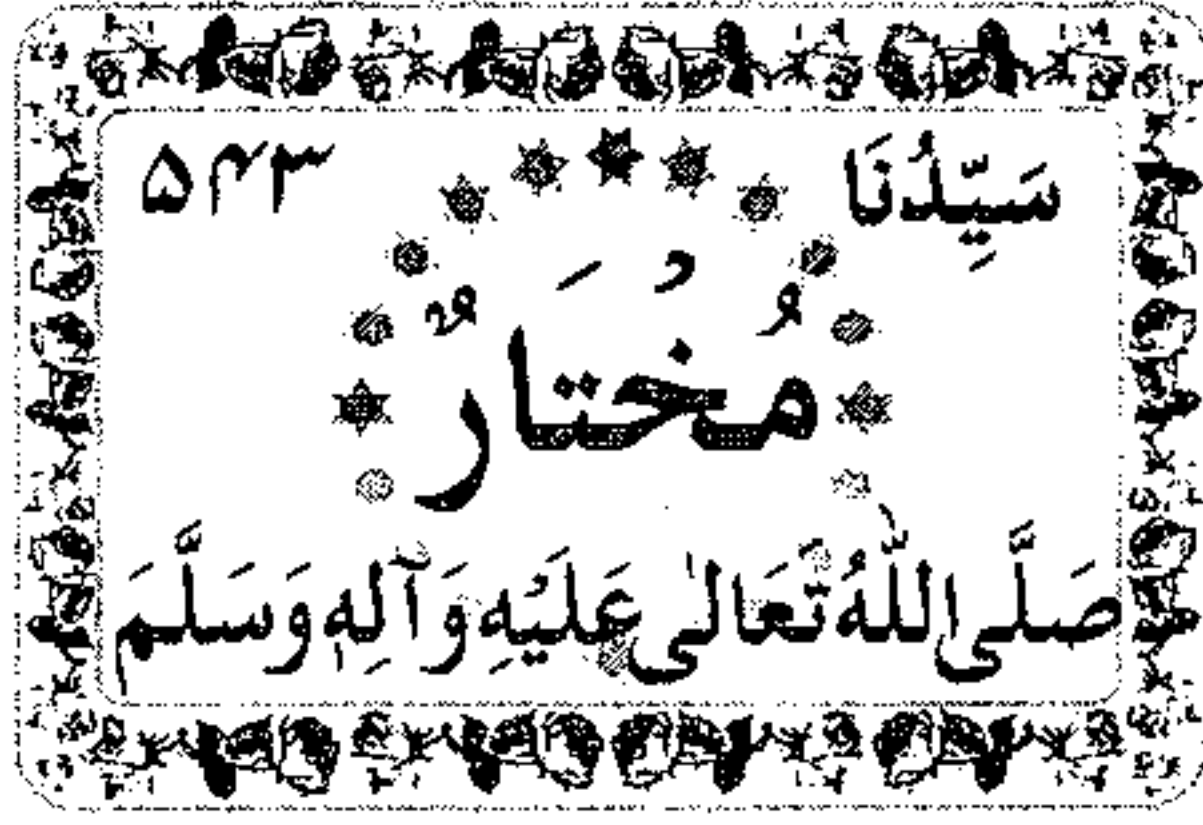 سَيِّدُنَا ۵۴۳
مُخْتَارٌ
صَلَّى اللّٰهُ تَعَالٰى عَلَيْهِ وَآلِهٖ وَسَلَّمَ